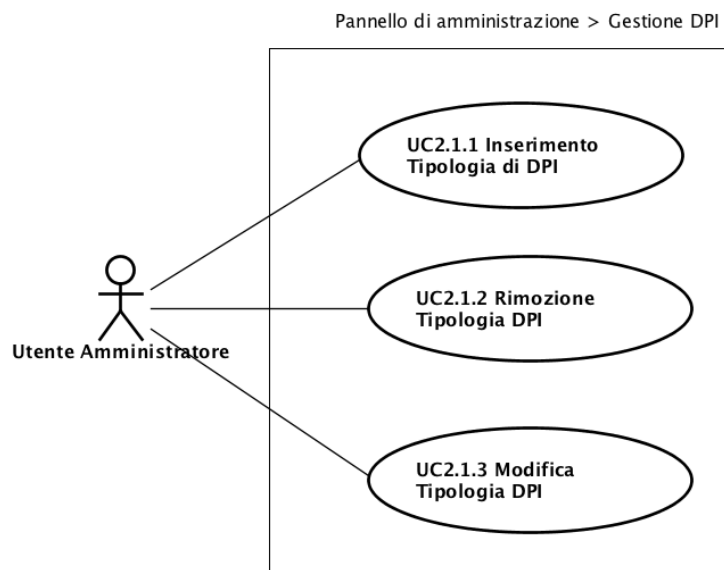 Pannello di amministrazione > Gestione DPI
UC2.1.1 Inserimento
Tipologia di DPI
UC2.1.2 Rimozione
Tipologia DPI
Utente Amministratore
UC2.1.3 Modifica
Tipologia DPI